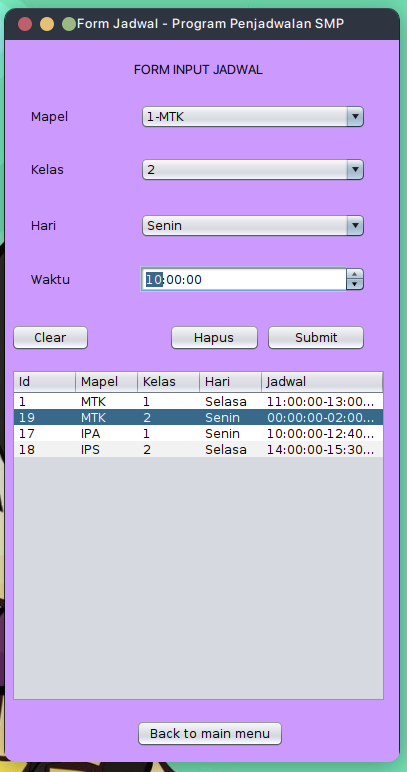 Form Jadwal - Program Penjadwalan SMP
FORM INPUT JADWAL
Mapel 1-MTK
Kelas 2
Hari Senin
Waktu 10:00:00
Clear Hapus Submit
Id Mapel Kelas Hari Jadwal
1 MTK 1 Selasa 11:00:00-13:00...
19 MTK 2 Senin 00:00:00-02:00...
17 IPA 1 Senin 10:00:00-12:40...
18 IPS 2 Selasa 14:00:00-15:30...
Back to main menu